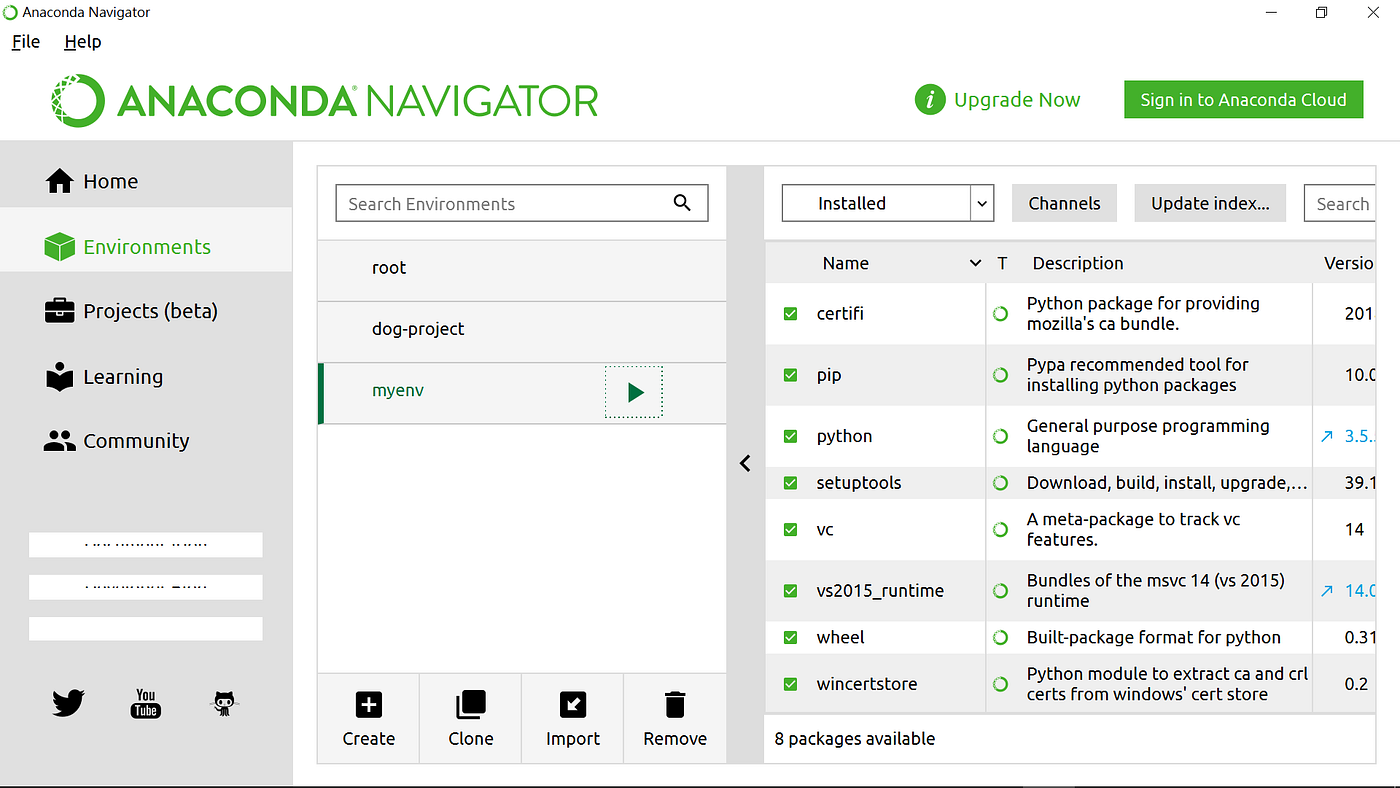 Anaconda Navigator
File Help
ANACONDA® NAVIGATOR
i Upgrade Now
Sign in to Anaconda Cloud
Home
Environments
Projects (beta)
Learning
Community
You
Tube
Search Environments
root
dog-project
myenv
Create
Clone
Import
Remove
Installed
Channels
Update index...
Search
Name T Description Versio
certifi
Python package for providing
mozilla's ca bundle.
201
pip
Pypa recommended tool for
installing python packages
10.0
python
General purpose programming
language
3.5..
setuptools
Download, build, install, upgrade,...
39.1
vc
A meta-package to track vc
features.
14
vs2015_runtime
Bundles of the msvc 14 (vs 2015)
runtime
14.0
wheel
Built-package format for python
0.31
wincertstore
Python module to extract ca and crl
certs from windows' cert store
0.2
8 packages available